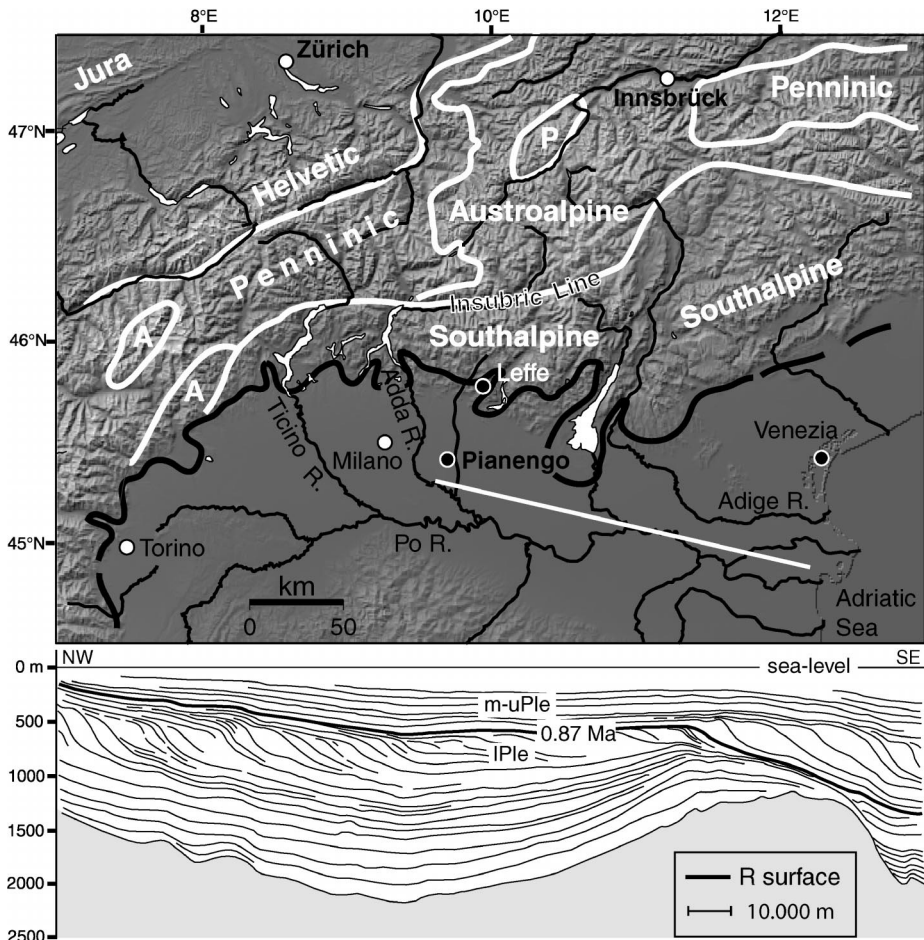 8°E 10°E 12°E
Jura
Zürich
Innsbrück
Penninic
47°N
P
Helvetic
Austroalpine
Penninic
Insubric Line
Southalpine
46°N
A
Southalpine
Leffe
A
Ticino R.
Adda R.
Milano
Pianengo
Venezia
Adige R.
45°N
Torino
Po R.
km
0 50
Adriatic
Sea
NW SE
0 m
sea-level
m-uPle
500
0.87 Ma
lPle
1000
1500
R surface
2000
10.000 m
2500